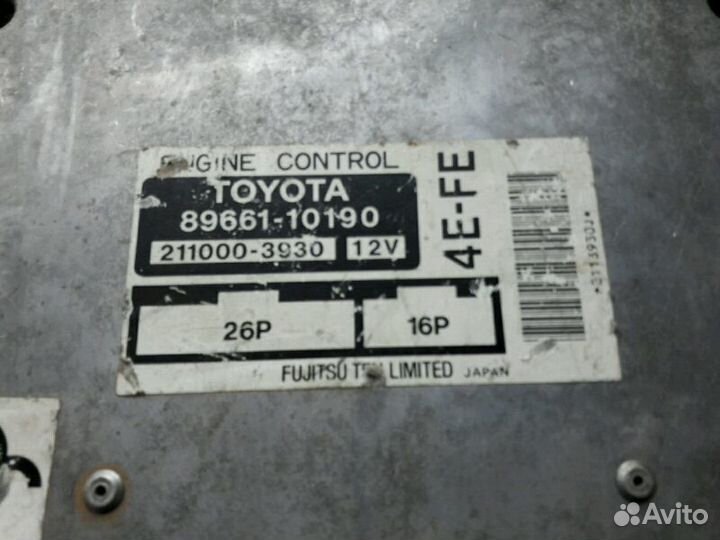 ENGINE CONTROL
TOYOTA
89661-10190
211000-3930 12V
4E-FE
26P
16P
FUJITSU TEN LIMITED JAPAN
Avito